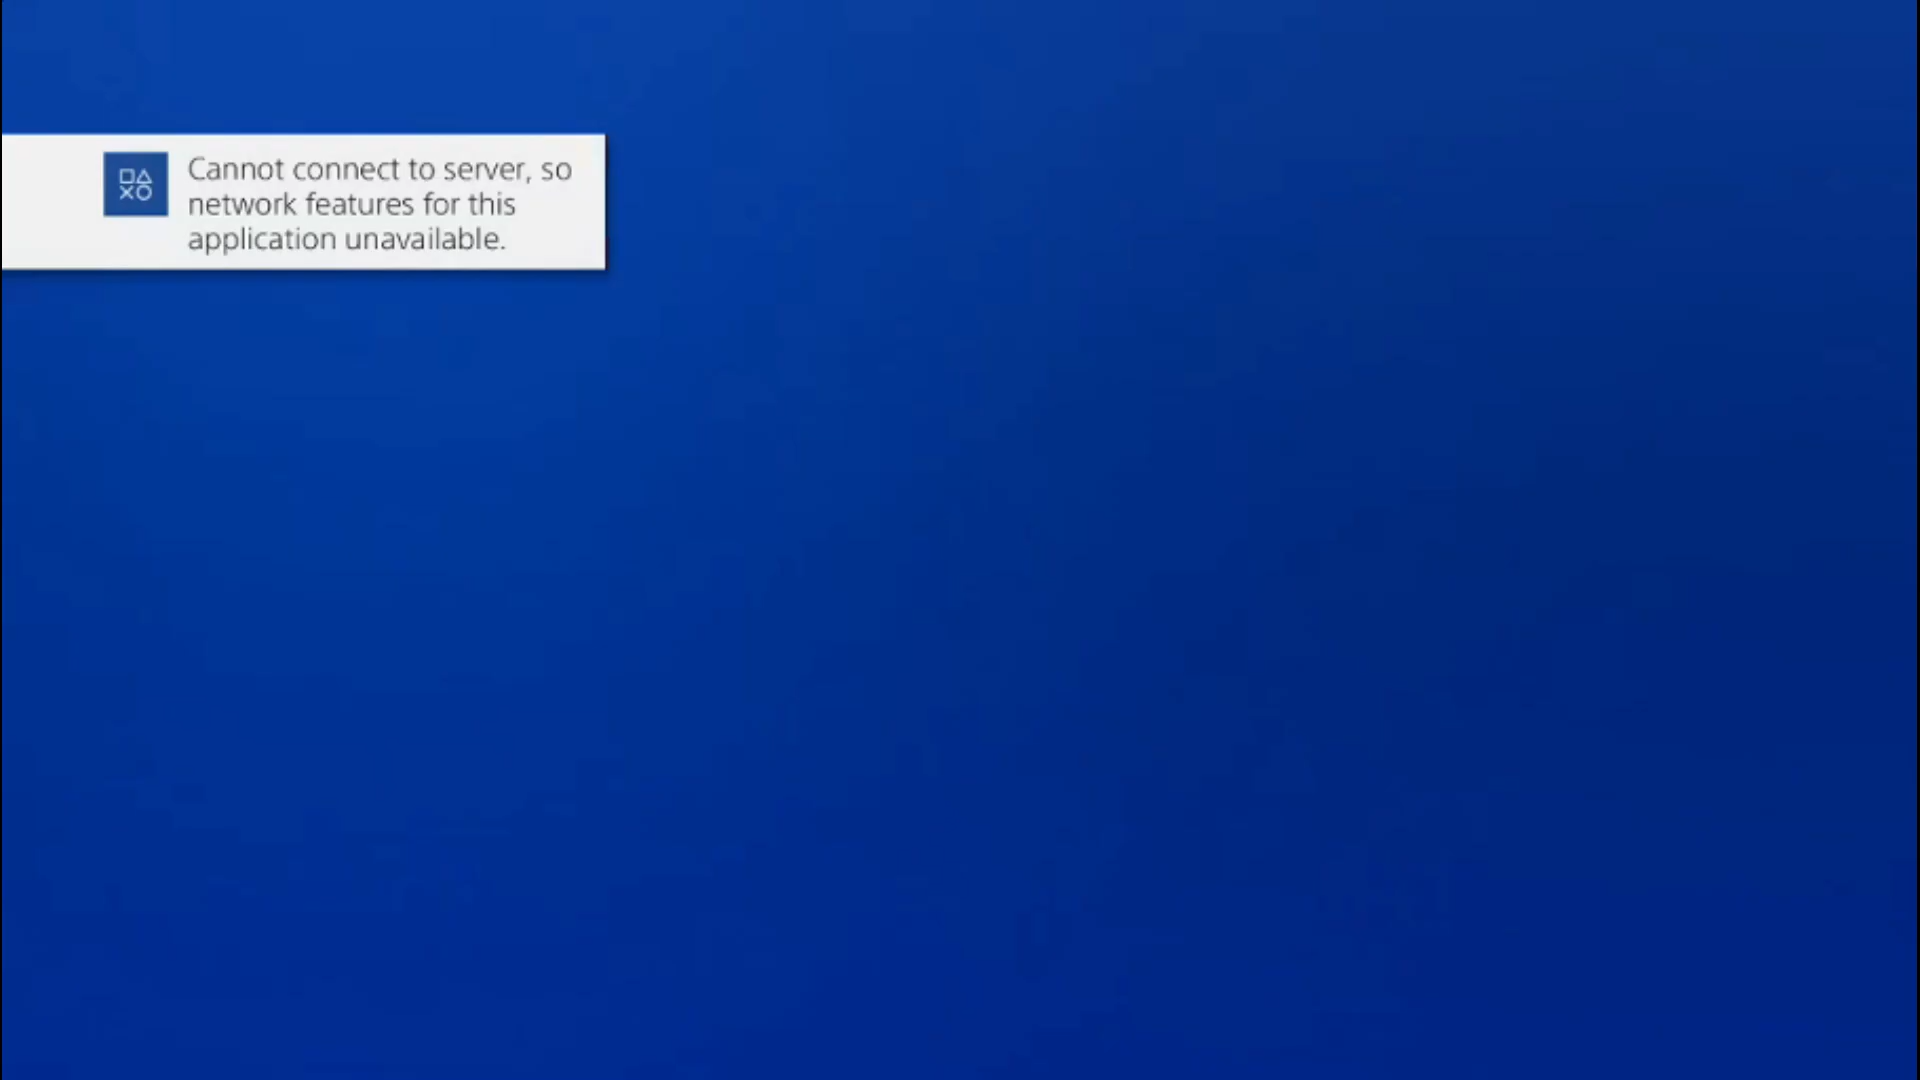 Cannot connect to server, so
network features for this
application unavailable.